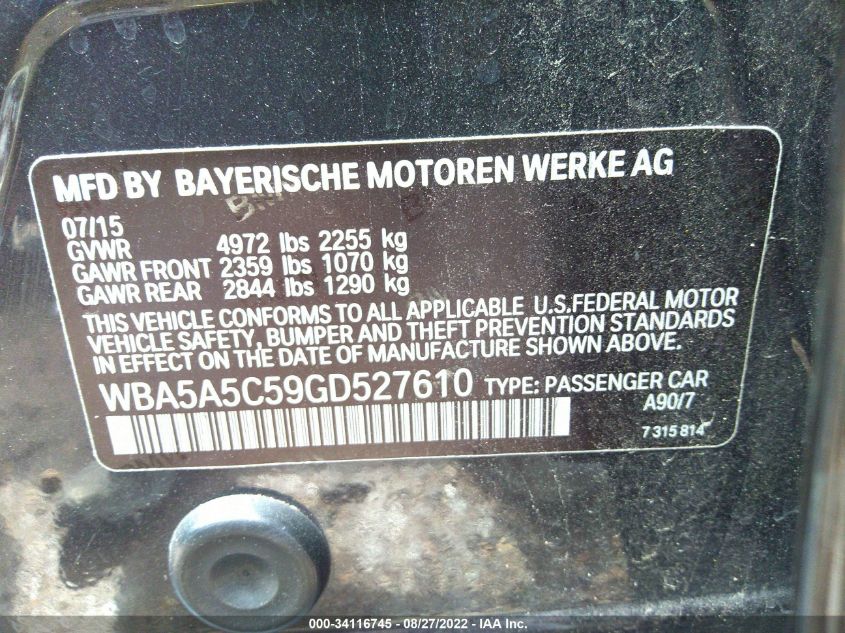 MFD BY BAYERISCHE MOTOREN WERKE AG
07/15
GVWR 4972 lbs 2255 kg
GAWR FRONT 2359 lbs 1070 kg
GAWR REAR 2844 lbs 1290 kg
THIS VEHICLE CONFORMS TO ALL APPLICABLE U.S.FEDERAL MOTOR
VEHICLE SAFETY, BUMPER AND THEFT PREVENTION STANDARDS
IN EFFECT ON THE DATE OF MANUFACTURE SHOWN ABOVE.
WBA5A5C59GD527610 TYPE: PASSENGER CAR
A90/7
7 315 814
000-34116745 - 08/27/2022 - IAA Inc.